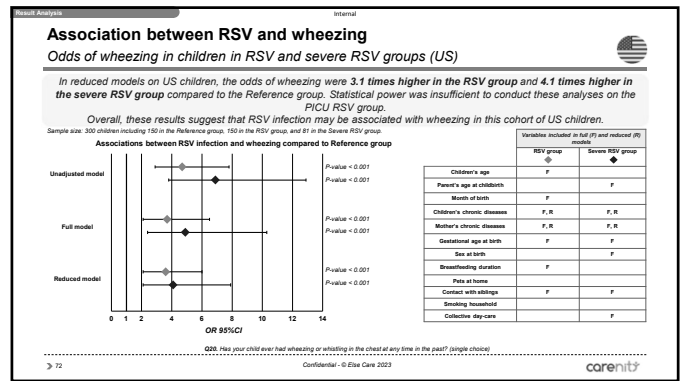 Result Analysis
Internal
Association between RSV and wheezing
Odds of wheezing in children in RSV and severe RSV groups (US)
In reduced models on US children, the odds of wheezing were 3.1 times higher in the RSV group and 4.1 times higher in
the severe RSV group compared to the Reference group. Statistical power was insufficient to conduct these analyses on the
PICU RSV group.
Overall, these results suggest that RSV infection may be associated with wheezing in this cohort of US children.
Sample size: 300 children including 150 in the Reference group, 150 in the RSV group, and 81 in the Severe RSV group.
Associations between RSV infection and wheezing compared to Reference group
Unadjusted model
P-value < 0.001
P-value < 0.001
Full model
P-value < 0.001
P-value < 0.001
Reduced model
P-value < 0.001
P-value < 0.001
0 1 2 4 6 8 10 12 14
OR 95%CI
Variables included in full (F) and reduced (R)
models
RSV group Severe RSV group
Children's age F
Parent's age at childbirth F
Month of birth F
Children's chronic diseases F, R F, R
Mother's chronic diseases F, R F, R
Gestational age at birth F F
Sex at birth F
Breastfeeding duration F
Pets at home
Contact with siblings F F
Smoking household
Collective day-care F
Q20. Has your child ever had wheezing or whistling in the chest at any time in the past? (single choice)
72
Confidential - © Else Care 2023
carenity